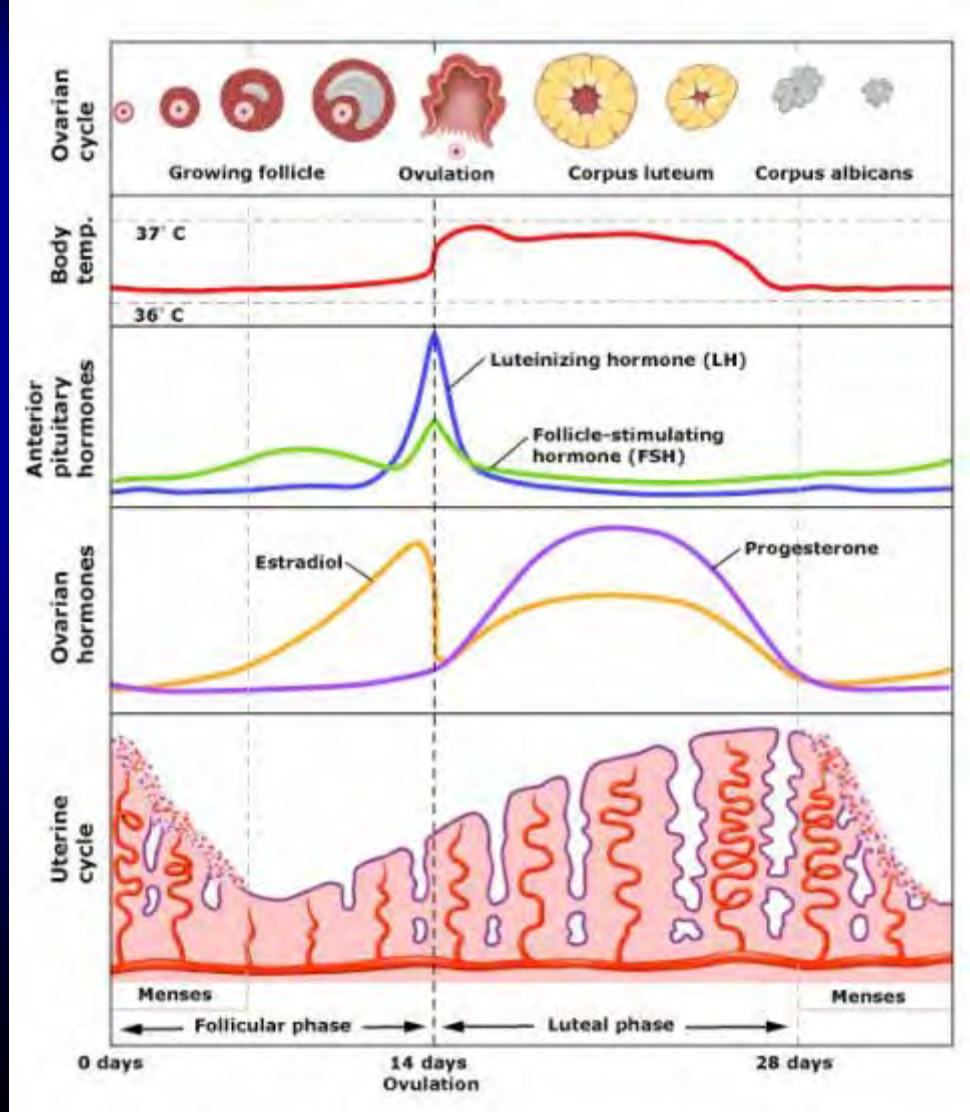 Ovarian
cycle
Growing follicle
Ovulation
Corpus luteum
Corpus albicans
Body
temp.
37° C
36° C
Anterior
pituitary
hormones
Luteinizing hormone (LH)
Follicle-stimulating
hormone (FSH)
Ovarian
hormones
Estradiol
Progesterone
Uterine
cycle
Menses
Menses
Follicular phase
Luteal phase
0 days
14 days
Ovulation
28 days